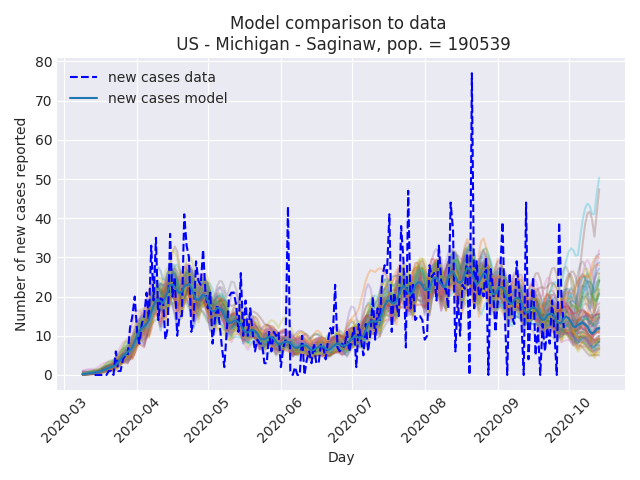 Model comparison to data
US - Michigan - Saginaw, pop. = 190539
new cases data
new cases model
Number of new cases reported
80
70
60
50
40
30
20
10
0
2020-03
2020-04
2020-05
2020-06
2020-07
2020-08
2020-09
2020-10
Day